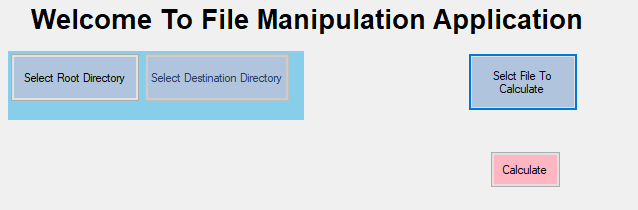 Welcome To File Manipulation Application
Select Root Directory
Select Destination Directory
Selct File To
Calculate
Calculate